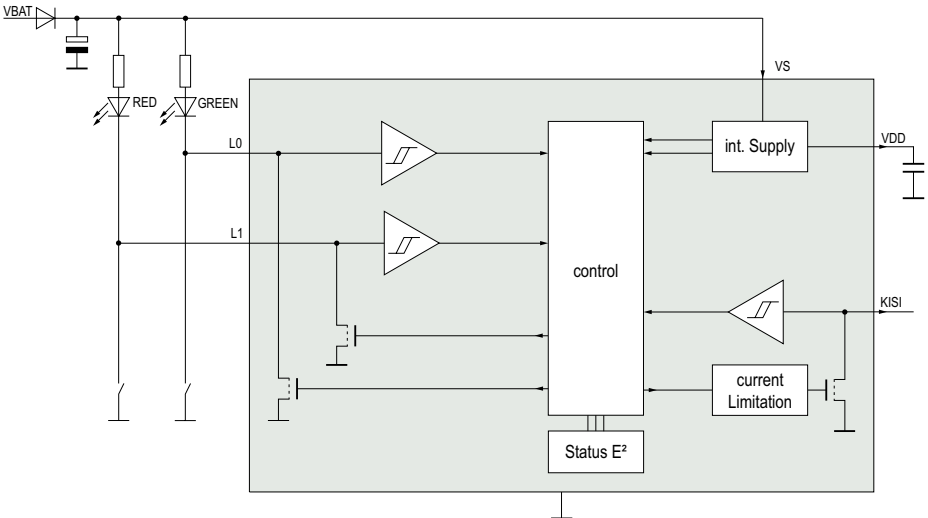 VBAT
VS
RED
GREEN
L0
int. Supply
VDD
L1
control
KISI
current
Limitation
Status E²